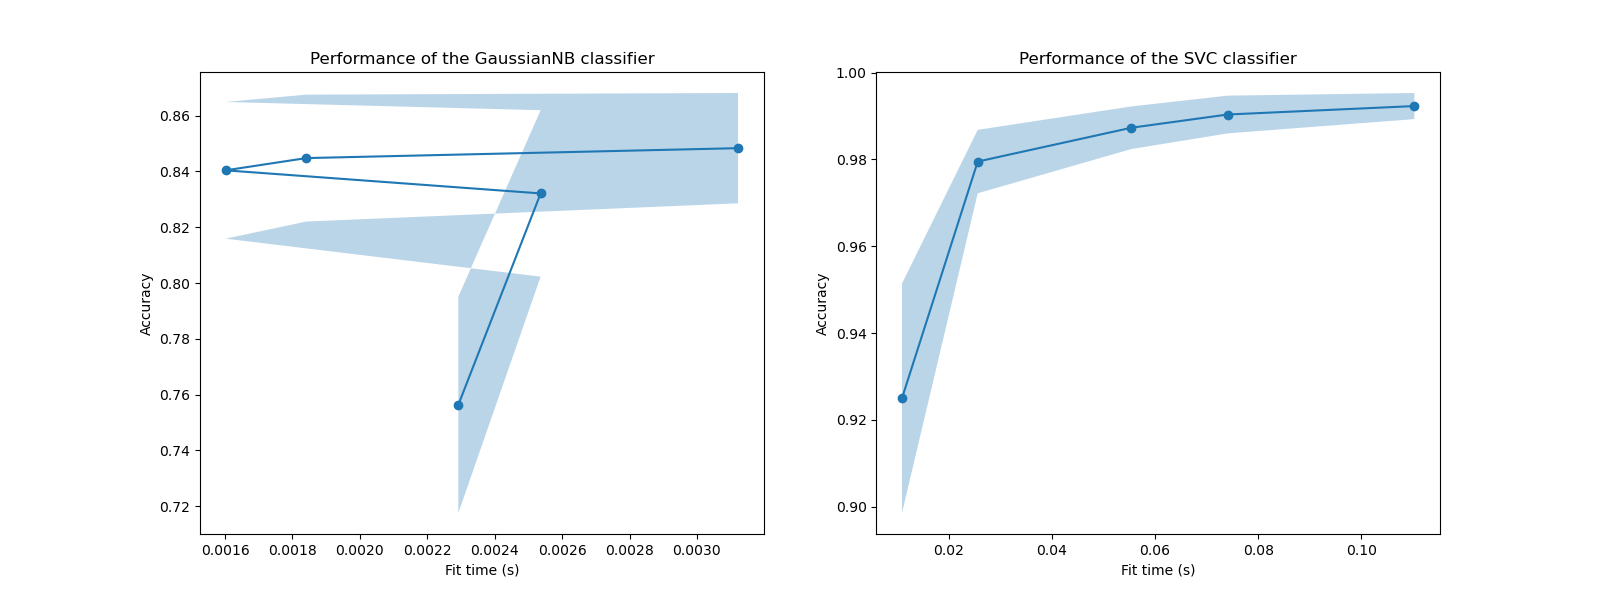 Performance of the GaussianNB classifier
0.86
0.84
0.82
0.80
0.78
0.76
0.74
0.72
Accuracy
0.0016 0.0018 0.0020 0.0022 0.0024 0.0026 0.0028 0.0030
Fit time (s)
Performance of the SVC classifier
1.00
0.98
0.96
0.94
0.92
0.90
Accuracy
0.02 0.04 0.06 0.08 0.10
Fit time (s)